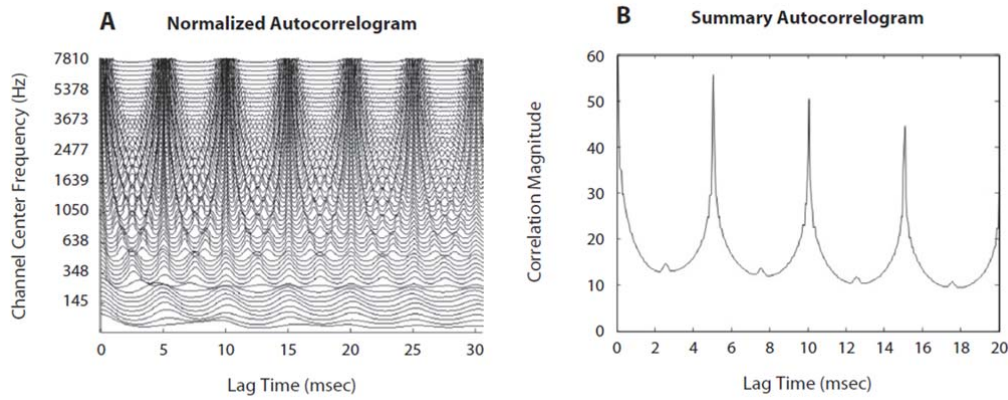 A Normalized Autocorrelogram
Channel Center Frequency (Hz)
7810
5378
3673
2477
1639
1050
638
348
145
0 5 10 15 20 25 30
Lag Time (msec)
B Summary Autocorrelogram
Correlation Magnitude
60
50
40
30
20
10
0
0 2 4 6 8 10 12 14 16 18 20
Lag Time (msec)